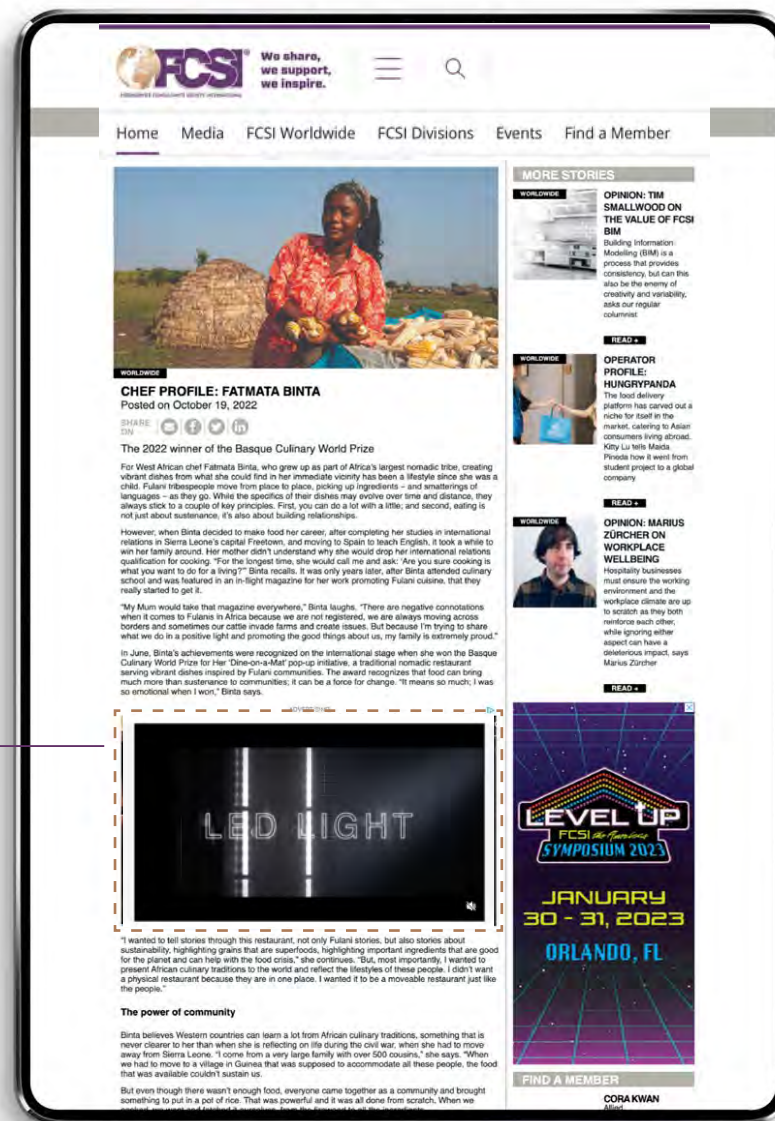 FCSI®
We share,
we support,
we inspire.
FOODSERVICE CONSULTANTS SOCIETY INTERNATIONAL
Home Media FCSI Worldwide FCSI Divisions Events Find a Member
WORLDWIDE
CHEF PROFILE: FATMATA BINTA
Posted on October 19, 2022
SHARE
ON
The 2022 winner of the Basque Culinary World Prize
For West African chef Fatmata Binta, who grew up as part of Africa's largest nomadic tribe, creating
vibrant dishes from what she could find in her immediate vicinity has been a lifestyle since she was a
child. Fulani tribespeople move from place to place, picking up ingredients – and smatterings of
languages – as they go. While the specifics of their dishes may evolve over time and distance, they
always stick to a couple of key principles. First, you can do a lot with a little; and second, eating is
not just about sustenance, it's also about building relationships.
However, when Binta decided to make food her career, after completing her studies in international
relations in Sierra Leone's capital Freetown, and moving to Spain to teach English, it took a while to
win her family around. Her mother didn't understand why she would drop her international relations
qualification for cooking. "For the longest time, she would call me and ask: 'Are you sure cooking is
what you want to do for a living?'" Binta recalls. It was only years later, after Binta attended culinary
school and was featured in an in-flight magazine for her work promoting Fulani cuisine, that they
really started to get it.
"My Mum would take that magazine everywhere," Binta laughs. "There are negative connotations
when it comes to Fulanis in Africa because we are not registered, we are always moving across
borders and sometimes our cattle invade farms and create issues. But because I'm trying to share
what we do in a positive light and promoting the good things about us, my family is extremely proud."
In June, Binta's achievements were recognized on the international stage when she won the Basque
Culinary World Prize for Her 'Dine-on-a-Mat' pop-up initiative, a traditional nomadic restaurant
serving vibrant dishes inspired by Fulani communities. The award recognizes that food can bring
much more than sustenance to communities; it can be a force for change. "It means so much; I was
so emotional when I won," Binta says.
LED LIGHT
"I wanted to tell stories through this restaurant, not only Fulani stories, but also stories about
sustainability, highlighting grains that are superfoods, highlighting important ingredients that are good
for the planet and can help with the food crisis," she continues. "But, most importantly, I wanted to
present African culinary traditions to the world and reflect the lifestyles of these people. I didn't want
a physical restaurant because they are in one place. I wanted it to be a moveable restaurant just like
the people."
The power of community
Binta believes Western countries can learn a lot from African culinary traditions, something that is
never clearer to her than when she is reflecting on life during the civil war, when she had to move
away from Sierra Leone. "I come from a very large family with over 500 cousins," she says. "When
we had to move to a village in Guinea that was supposed to accommodate all these people, the food
that was available couldn't sustain us.
But even though there wasn't enough food, everyone came together as a community and brought
something to put in a pot of rice. That was powerful and it was all done from scratch. When we
MORE STORIES
WORLDWIDE
OPINION: TIM
SMALLWOOD ON
THE VALUE OF FCSI
BIM
Building Information
Modelling (BIM) is a
process that provides
consistency, but can this
also be the enemy of
creativity and variability,
asks our regular
columnist
READ +
WORLDWIDE
OPERATOR
PROFILE:
HUNGRYPANDA
The food delivery
platform has carved out a
niche for itself in the
market, catering to Asian
consumers living abroad.
Kitty Lu tells Maida
Pineda how it went from
student project to a global
company
READ +
WORLDWIDE
OPINION: MARIUS
ZÜRCHER ON
WORKPLACE
WELLBEING
Hospitality businesses
must ensure the working
environment and the
workplace climate are up
to scratch as they both
reinforce each other,
while ignoring either
aspect can have a
deleterious impact, says
Marius Zürcher
READ +
LEVEL UP
FCSI the Americas
SYMPOSIUM 2023
JANUARY
30 - 31, 2023
ORLANDO, FL
FIND A MEMBER
CORA KWAN
Allied